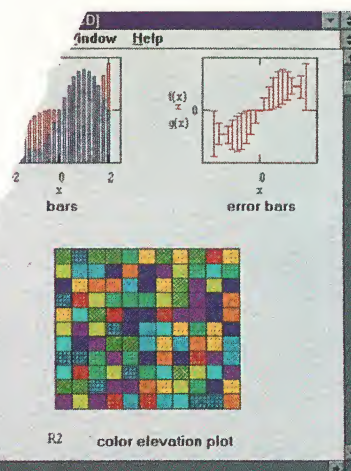 D]
indow Help
f(x)
g(x)
0
-2 0 2
x
bars
0
x
error bars
R2 color elevation plot